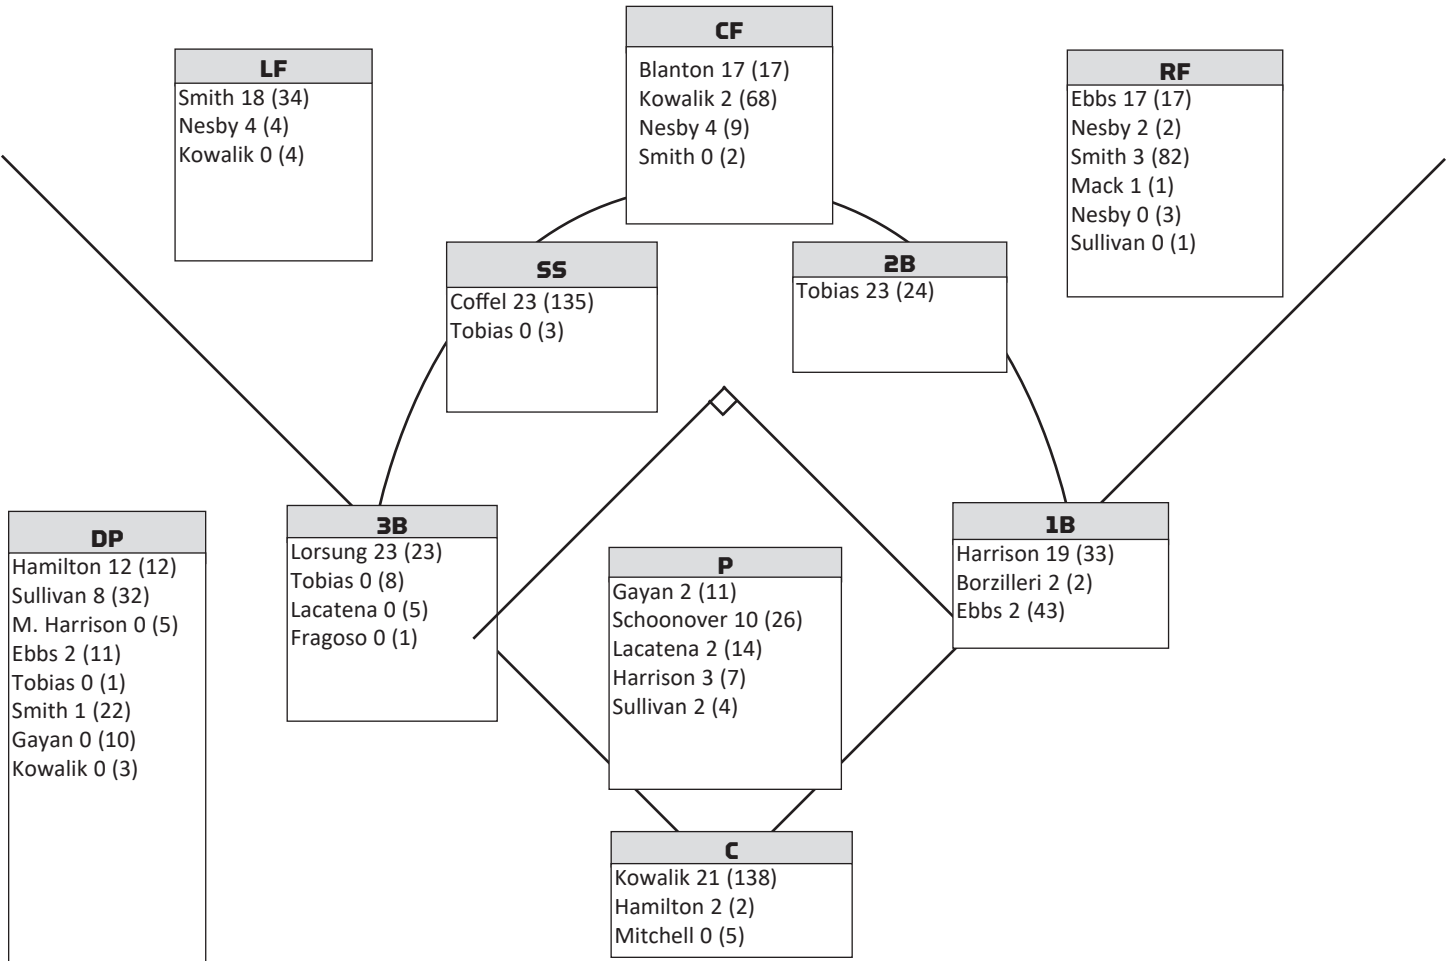 CF
Blanton 17 (17)
Kowalik 2 (68)
Nesby 4 (9)
Smith 0 (2)
LF
Smith 18 (34)
Nesby 4 (4)
Kowalik 0 (4)
RF
Ebbs 17 (17)
Nesby 2 (2)
Smith 3 (82)
Mack 1 (1)
Nesby 0 (3)
Sullivan 0 (1)
SS
Coffel 23 (135)
Tobias 0 (3)
2B
Tobias 23 (24)
DP
Hamilton 12 (12)
Sullivan 8 (32)
M. Harrison 0 (5)
Ebbs 2 (11)
Tobias 0 (1)
Smith 1 (22)
Gayan 0 (10)
Kowalik 0 (3)
3B
Lorsung 23 (23)
Tobias 0 (8)
Lacatena 0 (5)
Fragoso 0 (1)
P
Gayan 2 (11)
Schoonover 10 (26)
Lacatena 2 (14)
Harrison 3 (7)
Sullivan 2 (4)
1B
Harrison 19 (33)
Borzilleri 2 (2)
Ebbs 2 (43)
C
Kowalik 21 (138)
Hamilton 2 (2)
Mitchell 0 (5)